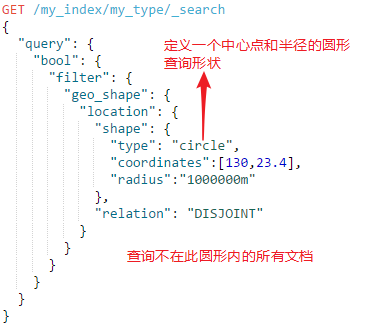 GET /my_index/my_type/_search
{
  "query": {
    "bool": {
      "filter": {
        "geo_shape": {
          "location": {
            "shape": {
              "type": "circle",
              "coordinates":[130,23.4],
              "radius":"1000000m"
            },
            "relation": "DISJOINT"
          }
        }
      }
    }
  }
}
定义一个中心点和半径的圆形
查询形状
查询不在此圆形内的所有文档